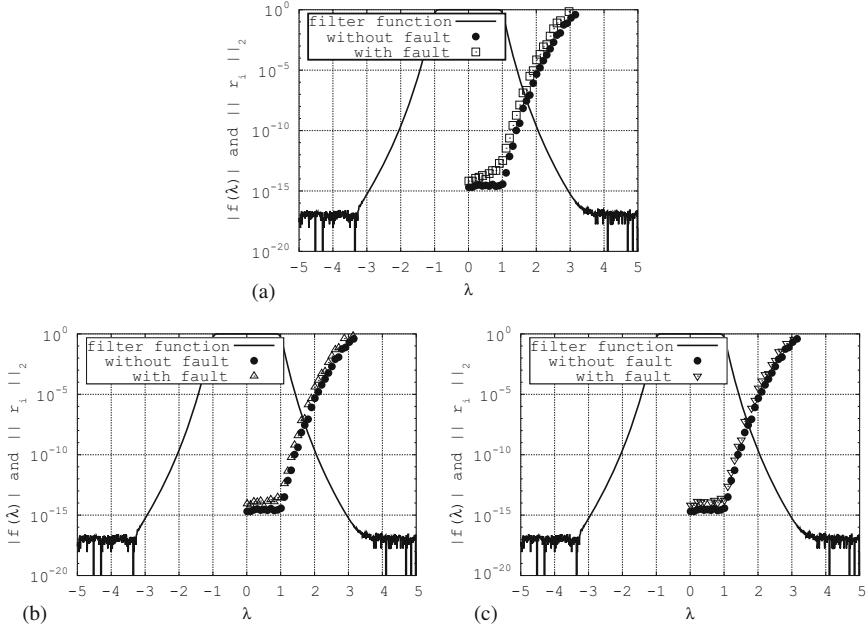 10^0
filter function
without fault
with fault
10^-5
10^-10
10^-15
10^-20
|f(λ)| and || r_i ||_2
-5 -4 -3 -2 -1 0 1 2 3 4 5
(a)
λ
10^0
filter function
without fault
with fault
10^-5
10^-10
10^-15
10^-20
|f(λ)| and || r_i ||_2
-5 -4 -3 -2 -1 0 1 2 3 4 5
(b)
λ
10^0
filter function
without fault
with fault
10^-5
10^-10
10^-15
10^-20
|f(λ)| and || r_i ||_2
-5 -4 -3 -2 -1 0 1 2 3 4 5
(c)
λ